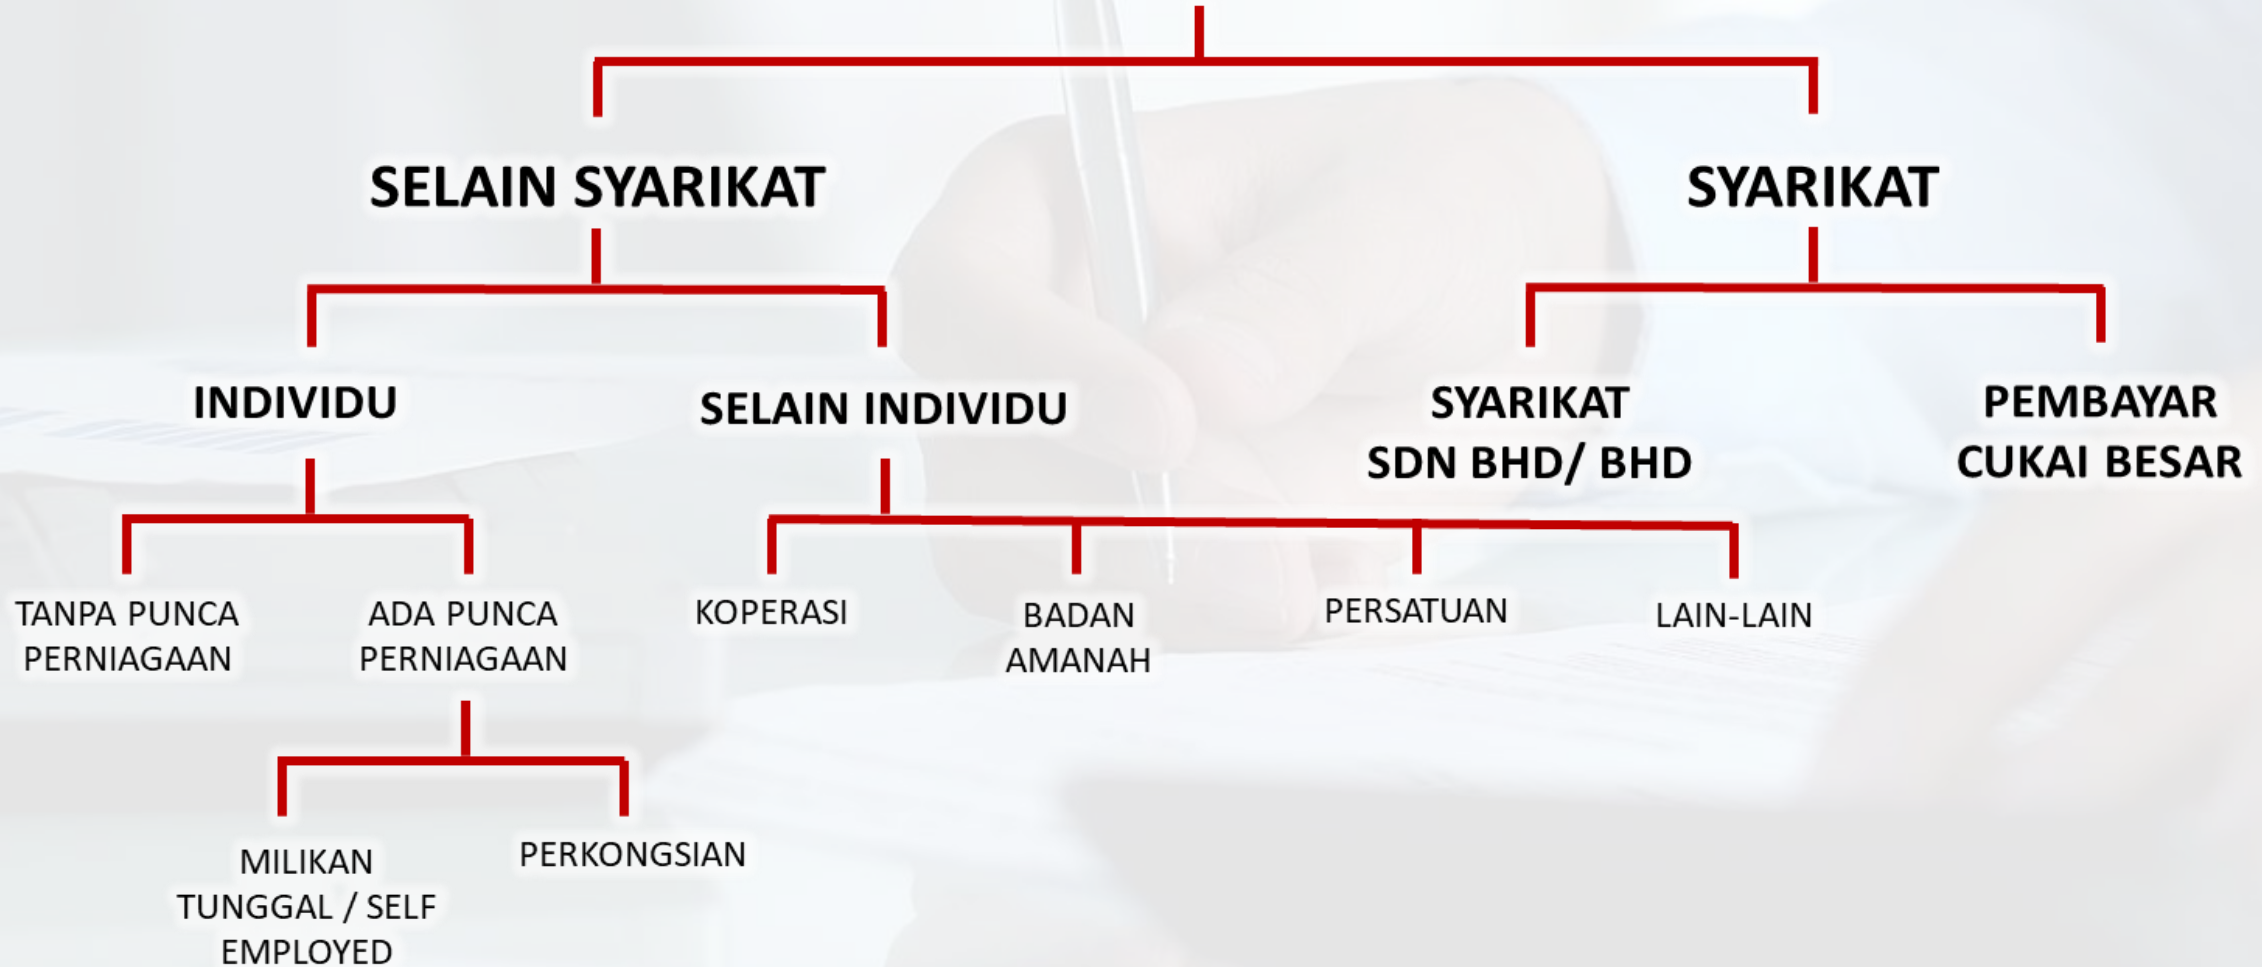 SELAIN SYARIKAT
SYARIKAT
INDIVIDU
SELAIN INDIVIDU
SYARIKAT
SDN BHD/ BHD
PEMBAYAR
CUKAI BESAR
TANPA PUNCA
PERNIAGAAN
ADA PUNCA
PERNIAGAAN
KOPERASI
BADAN
AMANAH
PERSATUAN
LAIN-LAIN
MILIKAN
TUNGGAL / SELF
EMPLOYED
PERKONGSIAN